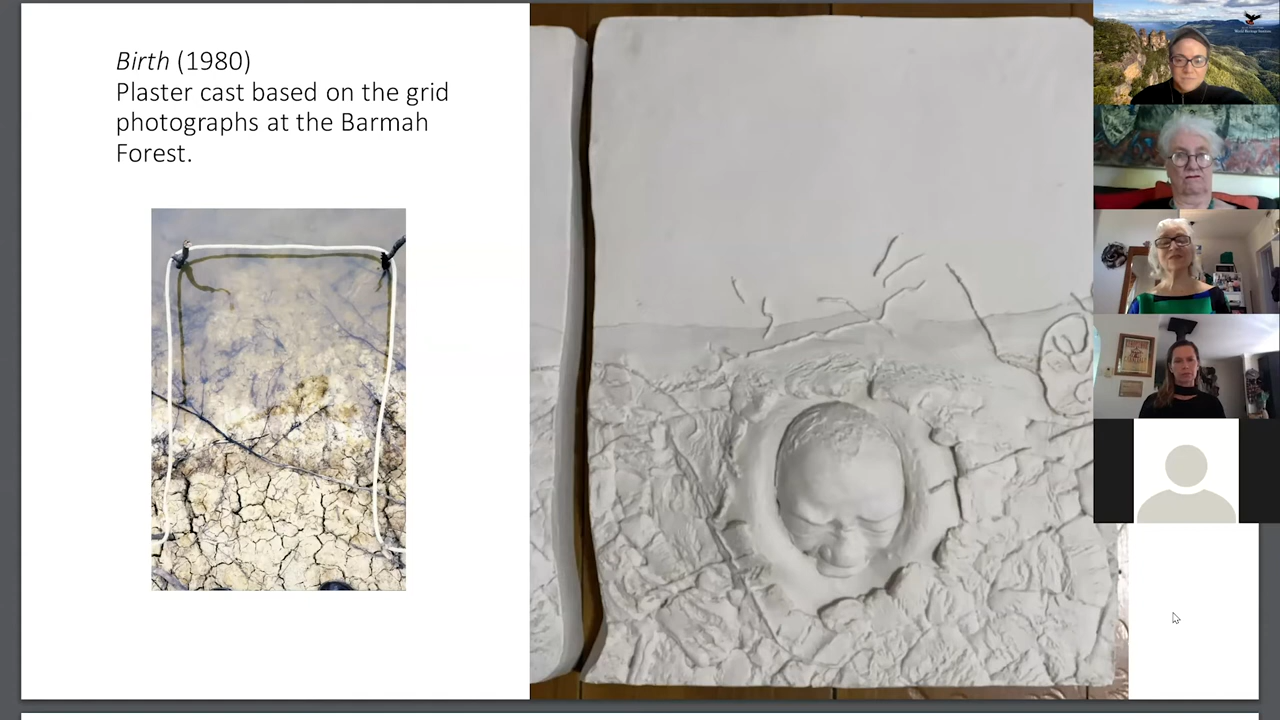 Birth (1980)
Plaster cast based on the grid
photographs at the Barmah
Forest.